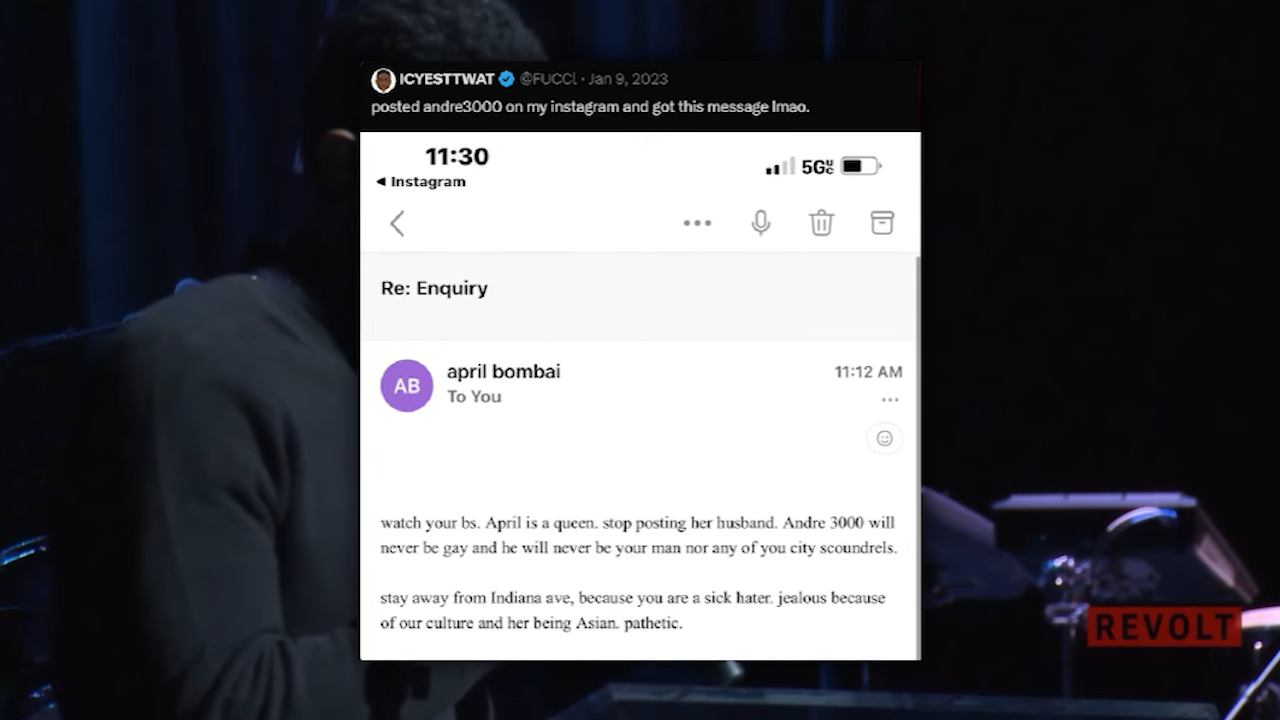 ICYESTTWAT @FUCCl · Jan 9, 2023
posted andre3000 on my instagram and got this message lmao.
11:30
5G
◄ Instagram
Re: Enquiry
AB
april bombai
11:12 AM
To You
watch your bs. April is a queen. stop posting her husband. Andre 3000 will
never be gay and he will never be your man nor any of you city scoundrels.
stay away from Indiana ave, because you are a sick hater. jealous because
of our culture and her being Asian. pathetic.
REVOLT